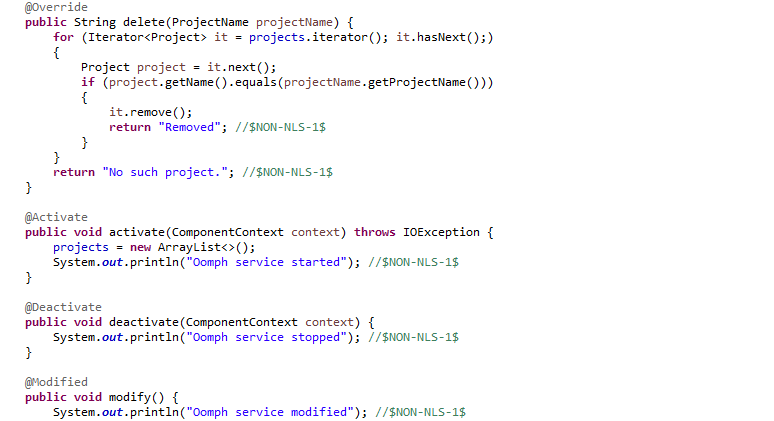 @Override
public String delete(ProjectName projectName) {
for (Iterator<Project> it = projects.iterator(); it.hasNext();)
{
Project project = it.next();
if (project.getName().equals(projectName.getProjectName()))
{
it.remove();
return "Removed"; //$NON-NLS-1$
}
}
return "No such project."; //$NON-NLS-1$
}
@Activate
public void activate(ComponentContext context) throws IOException {
projects = new ArrayList<>();
System.out.println("Oomph service started"); //$NON-NLS-1$
}
@Deactivate
public void deactivate(ComponentContext context) {
System.out.println("Oomph service stopped"); //$NON-NLS-1$
}
@Modified
public void modify() {
System.out.println("Oomph service modified"); //$NON-NLS-1$